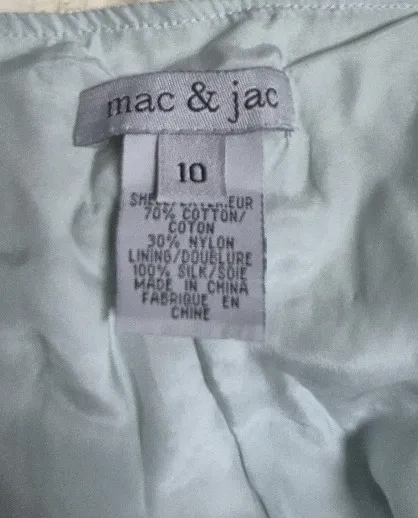 mac & jac
10
70% COTTON/
COTON
30% NYLON
LINING/DOUBLURE
100% SILK/SOIE
MADE IN CHINA
FABRIQUE EN
CHINE